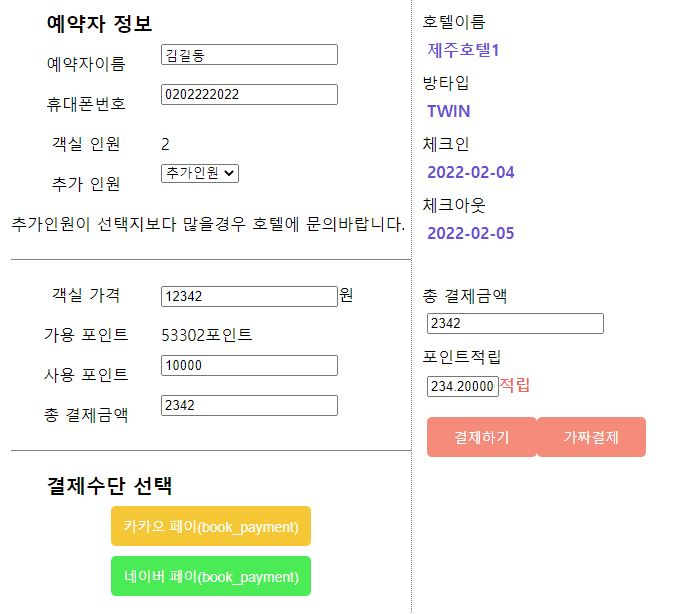 예약자 정보
예약자이름 김길동
휴대폰번호 0202222022
객실 인원 2
추가 인원 추가인원
추가인원이 선택지보다 많을경우 호텔에 문의바랍니다.
객실 가격 12342 원
가용 포인트 53302포인트
사용 포인트 10000
총 결제금액 2342
결제수단 선택
카카오 페이(book_payment)
네이버 페이(book_payment)
호텔이름
제주호텔1
방타입
TWIN
체크인
2022-02-04
체크아웃
2022-02-05
총 결제금액
2342
포인트적립
234.20000 적립
결제하기 가짜결제